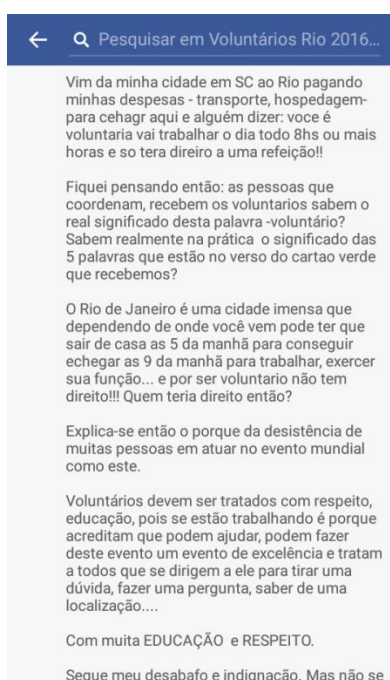 Pesquisar em Voluntários Rio 2016...
Vim da minha cidade em SC ao Rio pagando
minhas despesas - transporte, hospedagem-
para cehagr aqui e alguém dizer: voce é
voluntaria vai trabalhar o dia todo 8hs ou mais
horas e so tera direiro a uma refeição!!
Fiquei pensando então: as pessoas que
coordenam, recebem os voluntarios sabem o
real significado desta palavra -voluntário?
Sabem realmente na prática o significado das
5 palavras que estão no verso do cartao verde
que recebemos?
O Rio de Janeiro é uma cidade imensa que
dependendo de onde você vem pode ter que
sair de casa as 5 da manhã para conseguir
echegar as 9 da manhã para trabalhar, exercer
sua função... e por ser voluntario não tem
direito!!! Quem teria direito então?
Explica-se então o porque da desistência de
muitas pessoas em atuar no evento mundial
como este.
Voluntários devem ser tratados com respeito,
educação, pois se estão trabalhando é porque
acreditam que podem ajudar, podem fazer
deste evento um evento de excelência e tratam
a todos que se dirigem a ele para tirar uma
dúvida, fazer uma pergunta, saber de uma
localização....
Com muita EDUCAÇÃO e RESPEITO.
Segue meu desabafo e indignação. Mas não se